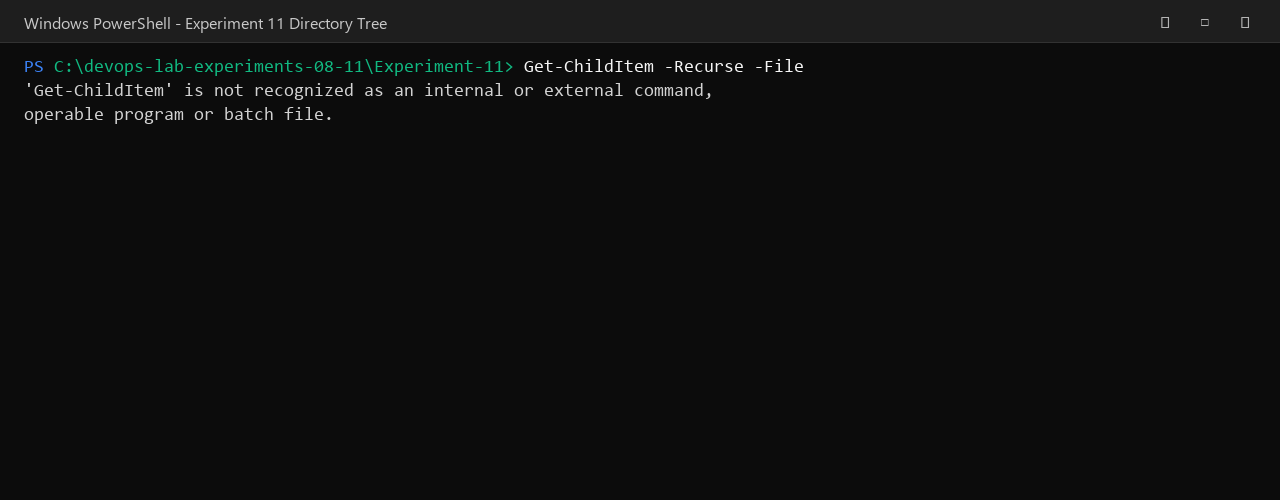 Windows PowerShell - Experiment 11 Directory Tree
PS C:\devops-lab-experiments-08-11\Experiment-11> Get-ChildItem -Recurse -File
'Get-ChildItem' is not recognized as an internal or external command,
operable program or batch file.